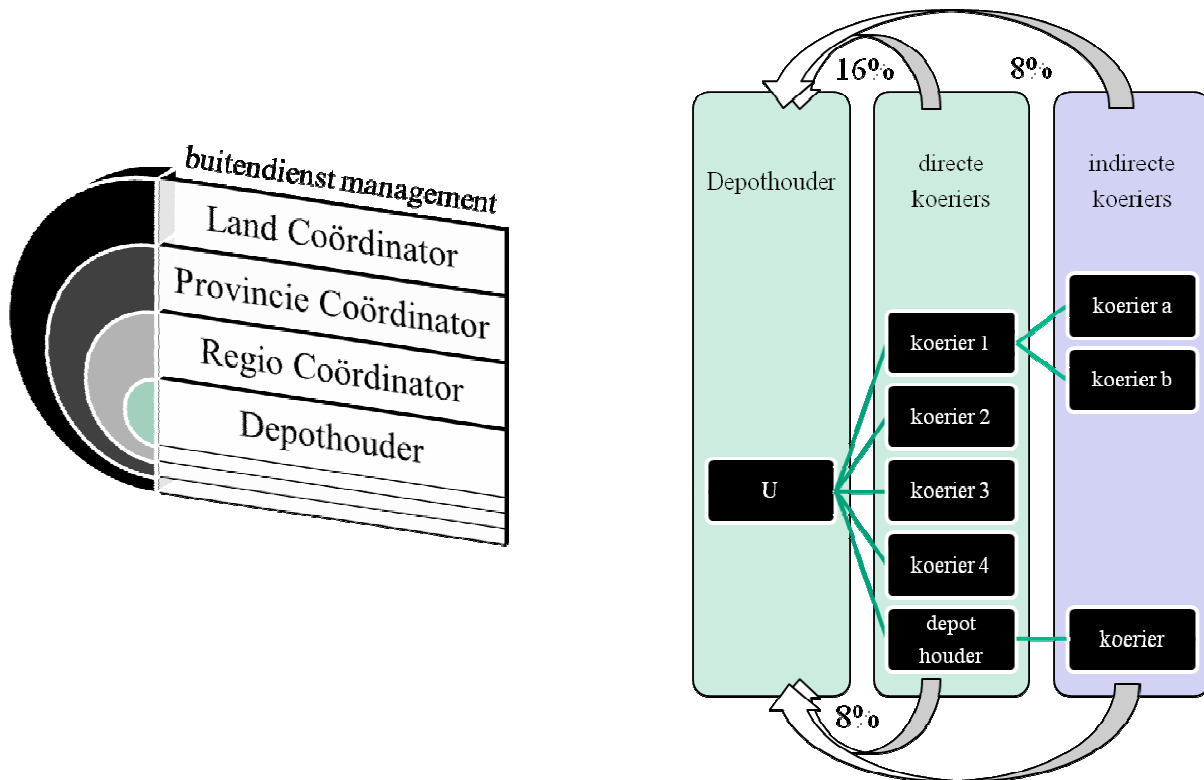 buitendienst management
Land Coördinator
Provincie Coördinator
Regio Coördinator
Depothouder
16%
8%
Depothouder
directe
koeriers
indirecte
koeriers
U
koerier 1
koerier 2
koerier 3
koerier 4
depot
houder
koerier a
koerier b
koerier
8%